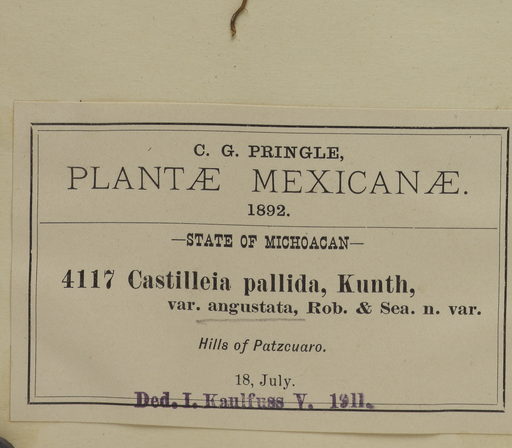 C. G. PRINGLE,
PLANTÆ MEXICANÆ.
1892.
—STATE OF MICHOACAN—
4117 Castilleia pallida, Kunth,
var. angustata, Rob. & Sea. n. var.
Hills of Patzcuaro.
18, July.
Ded. I. Kaulfuss V. 1911.